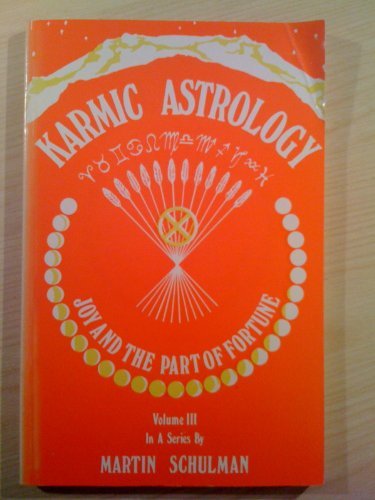 KARMIC ASTROLOGY
♈♉♊♋♌♍♎♏♐♑♒♓
JOY AND THE PART OF FORTUNE
Volume III
In A Series By
MARTIN SCHULMAN